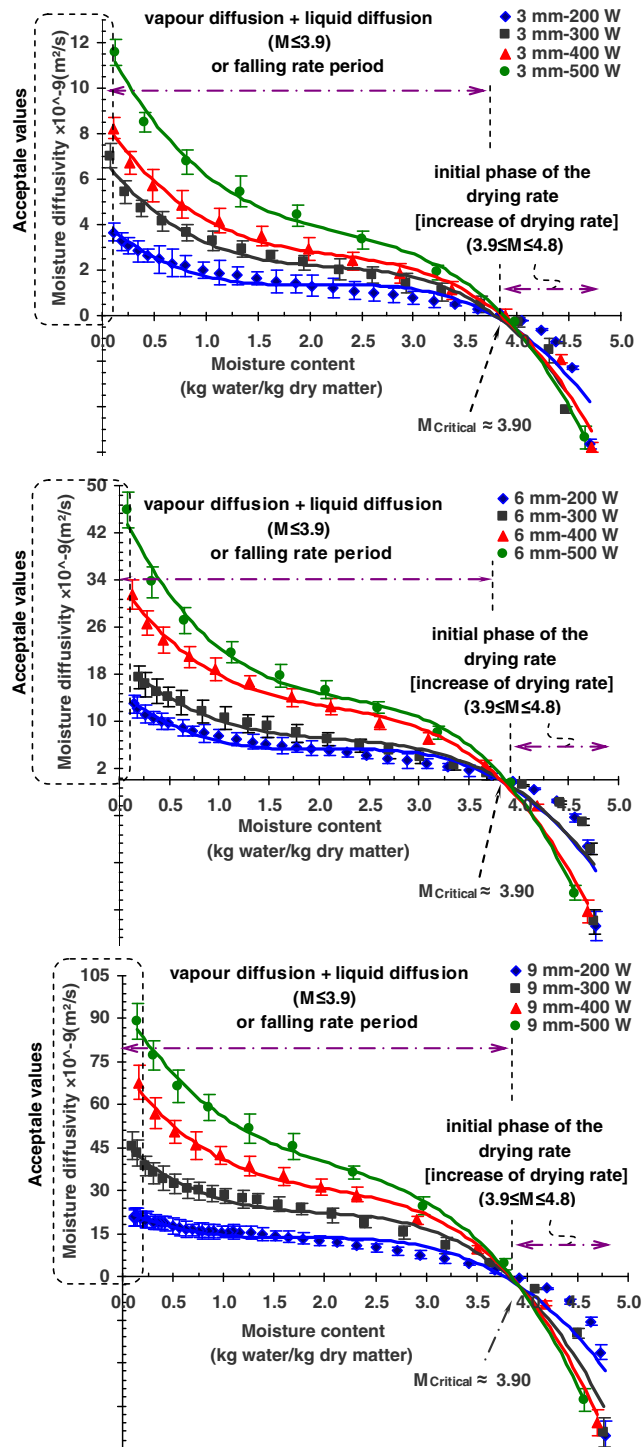 vapour diffusion + liquid diffusion
(M≤3.9)
or falling rate period
3 mm-200 W
3 mm-300 W
3 mm-400 W
3 mm-500 W
Acceptale values
Moisture diffusivity ×10^-9(m²/s)
12
10
8
6
4
2
0
initial phase of the
drying rate
[increase of drying rate]
(3.9≤M≤4.8)
0.0 0.5 1.0 1.5 2.0 2.5 3.0 3.5 4.0 4.5 5.0
Moisture content
(kg water/kg dry matter)
MCritical ≈ 3.90
vapour diffusion + liquid diffusion
(M≤3.9)
or falling rate period
6 mm-200 W
6 mm-300 W
6 mm-400 W
6 mm-500 W
Acceptale values
Moisture diffusivity ×10^-9(m²/s)
50
42
34
26
18
10
2
initial phase of the
drying rate
[increase of drying rate]
(3.9≤M≤4.8)
0.0 0.5 1.0 1.5 2.0 2.5 3.0 3.5 4.0 4.5 5.0
Moisture content
(kg water/kg dry matter)
MCritical ≈ 3.90
vapour diffusion + liquid diffusion
(M≤3.9)
or falling rate period
9 mm-200 W
9 mm-300 W
9 mm-400 W
9 mm-500 W
Acceptale values
Moisture diffusivity ×10^-9(m²/s)
105
90
75
60
45
30
15
0
initial phase of the
drying rate
[increase of drying rate]
(3.9≤M≤4.8)
0.0 0.5 1.0 1.5 2.0 2.5 3.0 3.5 4.0 4.5 5.0
Moisture content
(kg water/kg dry matter)
MCritical ≈ 3.90